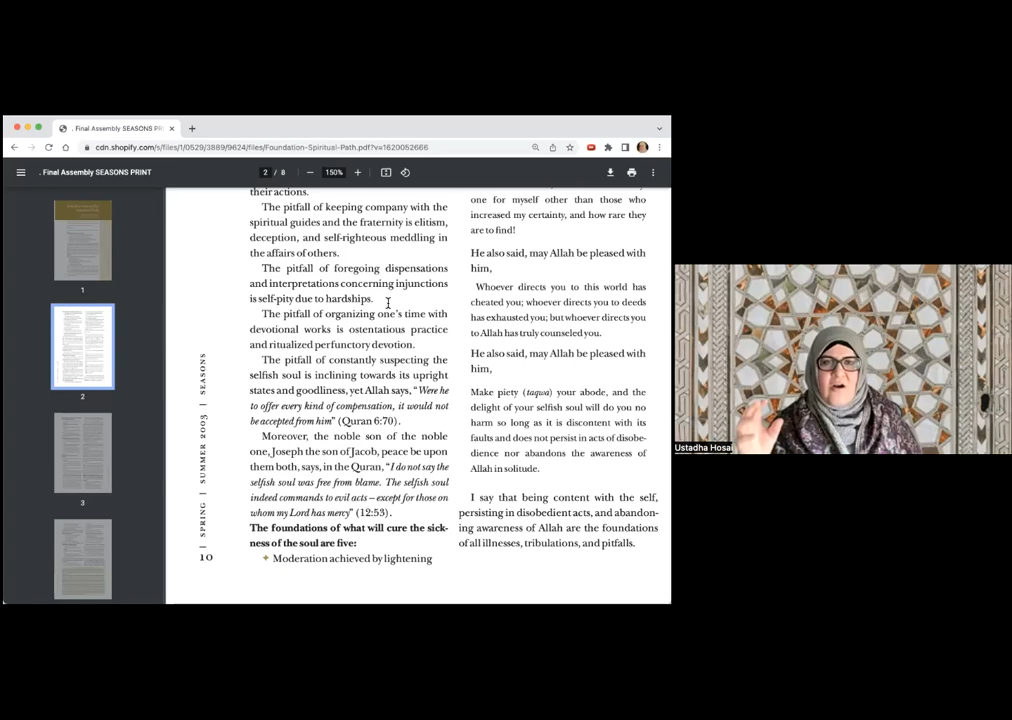 . Final Assembly SEASONS PRI
cdn.shopify.com/s/files/1/0529/3889/9624/files/Foundation-Spiritual-Path.pdf?v=1620052666
. Final Assembly SEASONS PRINT
2 / 8
150%
1
2
3
SPRING | SUMMER 2003 | SEASONS
10
their actions.
The pitfall of keeping company with the
spiritual guides and the fraternity is elitism,
deception, and self-righteous meddling in
the affairs of others.
The pitfall of foregoing dispensations
and interpretations concerning injunctions
is self-pity due to hardships.
The pitfall of organizing one's time with
devotional works is ostentatious practice
and ritualized perfunctory devotion.
The pitfall of constantly suspecting the
selfish soul is inclining towards its upright
states and goodliness, yet Allah says, "Were he
to offer every kind of compensation, it would not
be accepted from him" (Quran 6:70).
Moreover, the noble son of the noble
one, Joseph the son of Jacob, peace be upon
them both, says, in the Quran, "I do not say the
selfish soul was free from blame. The selfish soul
indeed commands to evil acts – except for those on
whom my Lord has mercy" (12:53).
The foundations of what will cure the sick-
ness of the soul are five:
Moderation achieved by lightening
one for myself other than those who
increased my certainty, and how rare they
are to find!
He also said, may Allah be pleased with
him,
Whoever directs you to this world has
cheated you; whoever directs you to deeds
has exhausted you; but whoever directs you
to Allah has truly counseled you.
He also said, may Allah be pleased with
him,
Make piety (taqwa) your abode, and the
delight of your selfish soul will do you no
harm so long as it is discontent with its
faults and does not persist in acts of disobe-
dience nor abandons the awareness of
Allah in solitude.
I say that being content with the self,
persisting in disobedient acts, and abandon-
ing awareness of Allah are the foundations
of all illnesses, tribulations, and pitfalls.
Ustadha Hosai